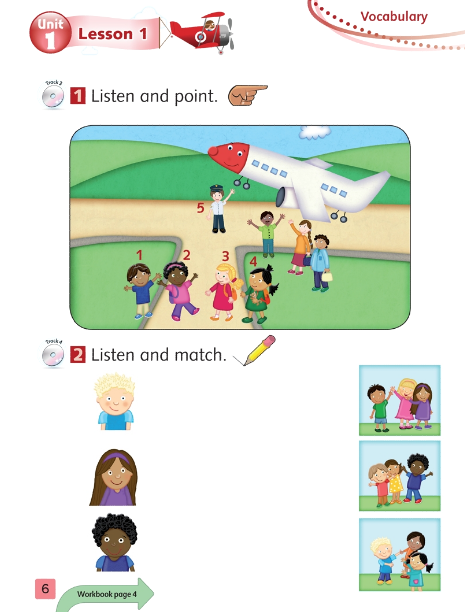 Unit
1
Lesson 1
Vocabulary
Track 3
1 Listen and point.
5
1 2 3 4
Track 4
2 Listen and match.
6
Workbook page 4